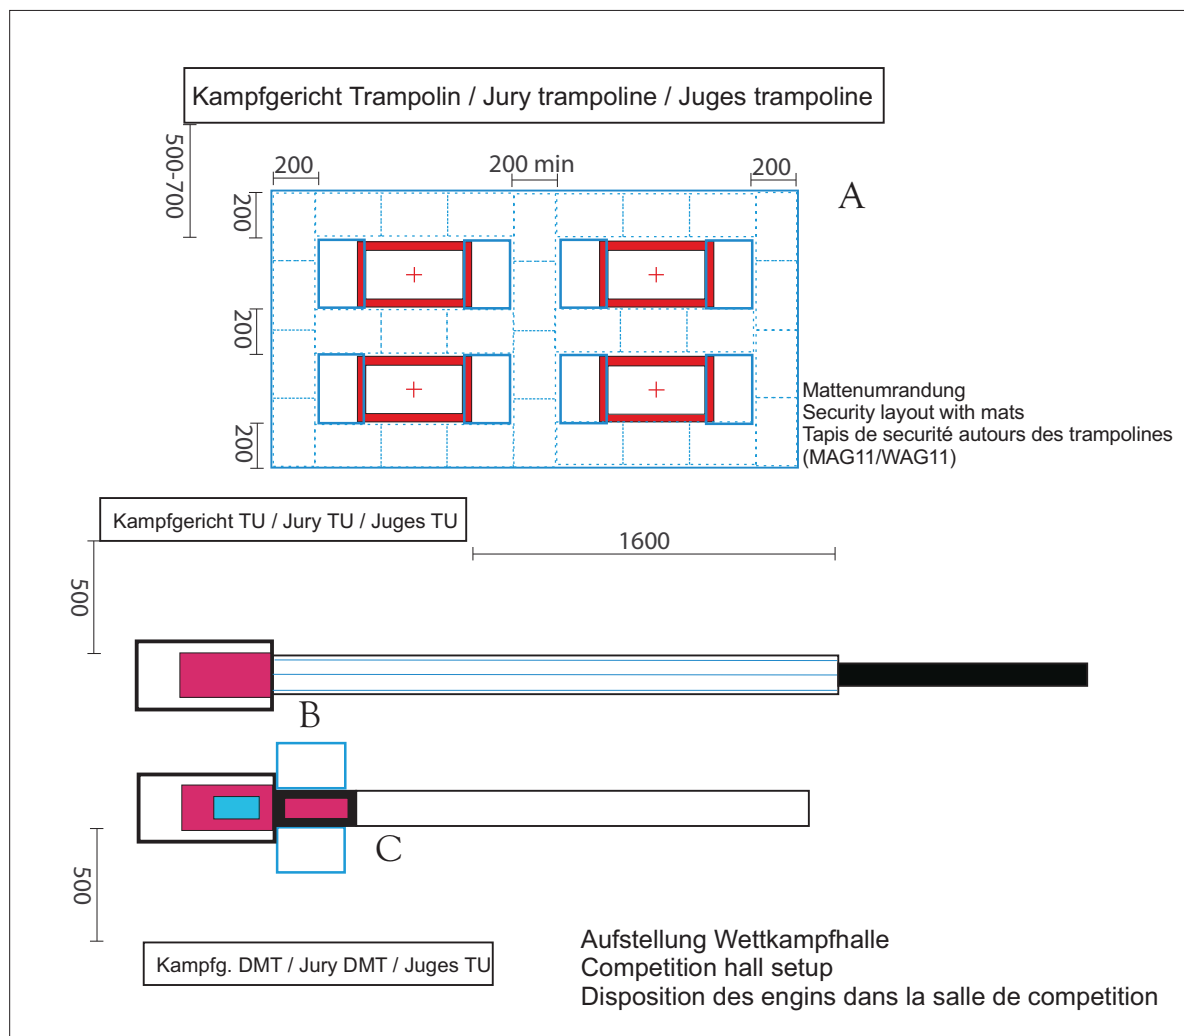 Kampfgericht Trampolin / Jury trampoline / Juges trampoline
500-700
200
200 min
200
A
200
200
200
Mattenumrandung
Security layout with mats
Tapis de securité autours des trampolines
(MAG11/WAG11)
Kampfgericht TU / Jury TU / Juges TU
1600
500
B
C
500
Kampfg. DMT / Jury DMT / Juges TU
Aufstellung Wettkampfhalle
Competition hall setup
Disposition des engins dans la salle de competition